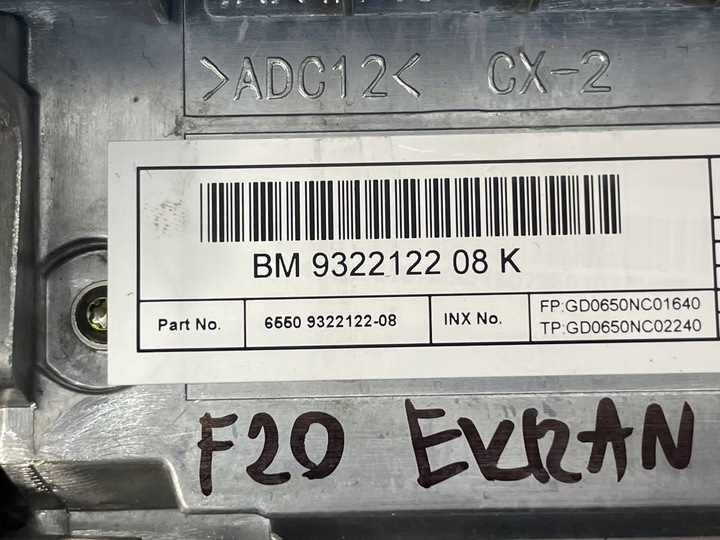 >ADC12< CX-2
BM 9322122 08 K
Part No.
6550 9322122-08
INX No.
FP:GD0650NC01640
TP:GD0650NC02240
F20 EKRAN